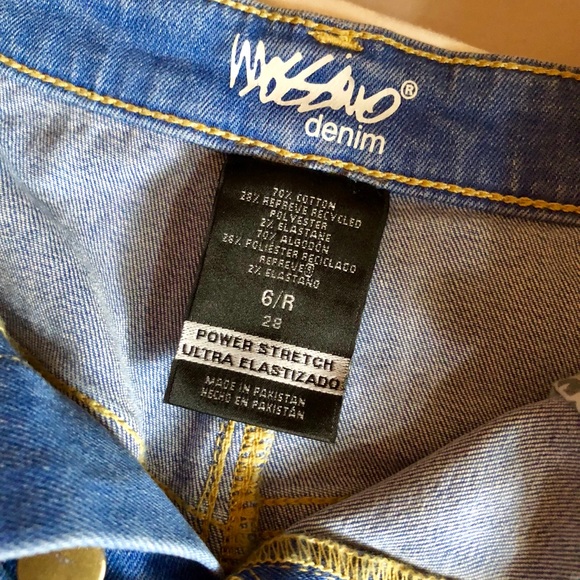 Mossimo®
denim
70% COTTON
28% REPREVE RECYCLED
POLYESTER
2% ELASTANE
70% ALGODÓN
28% POLIÉSTER RECICLADO
REPREVE®
2% ELASTANO
6/R
28
POWER STRETCH
ULTRA ELASTIZADO
MADE IN PAKISTAN
HECHO EN PAKISTÁN